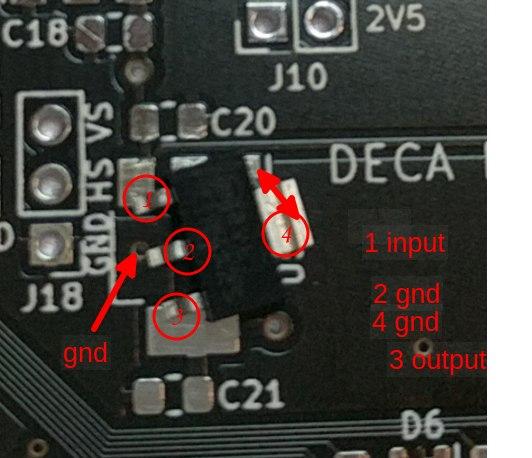 C18
2V5
J10
VS
C20
HS
DECA
1
GND
2
4
1 input
J18
3
2 gnd
4 gnd
gnd
3 output
C21
D6